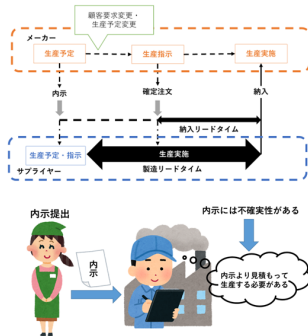 顧客要求変更・
生産予定変更
メーカー
生産予定
生産指示
生産実施
内示
確定注文
納入
納入リードタイム
生産予定・指示
生産実施
サプライヤー
製造リードタイム
内示提出
内示には不確実性がある
内示
内示より見積もって
生産する必要がある